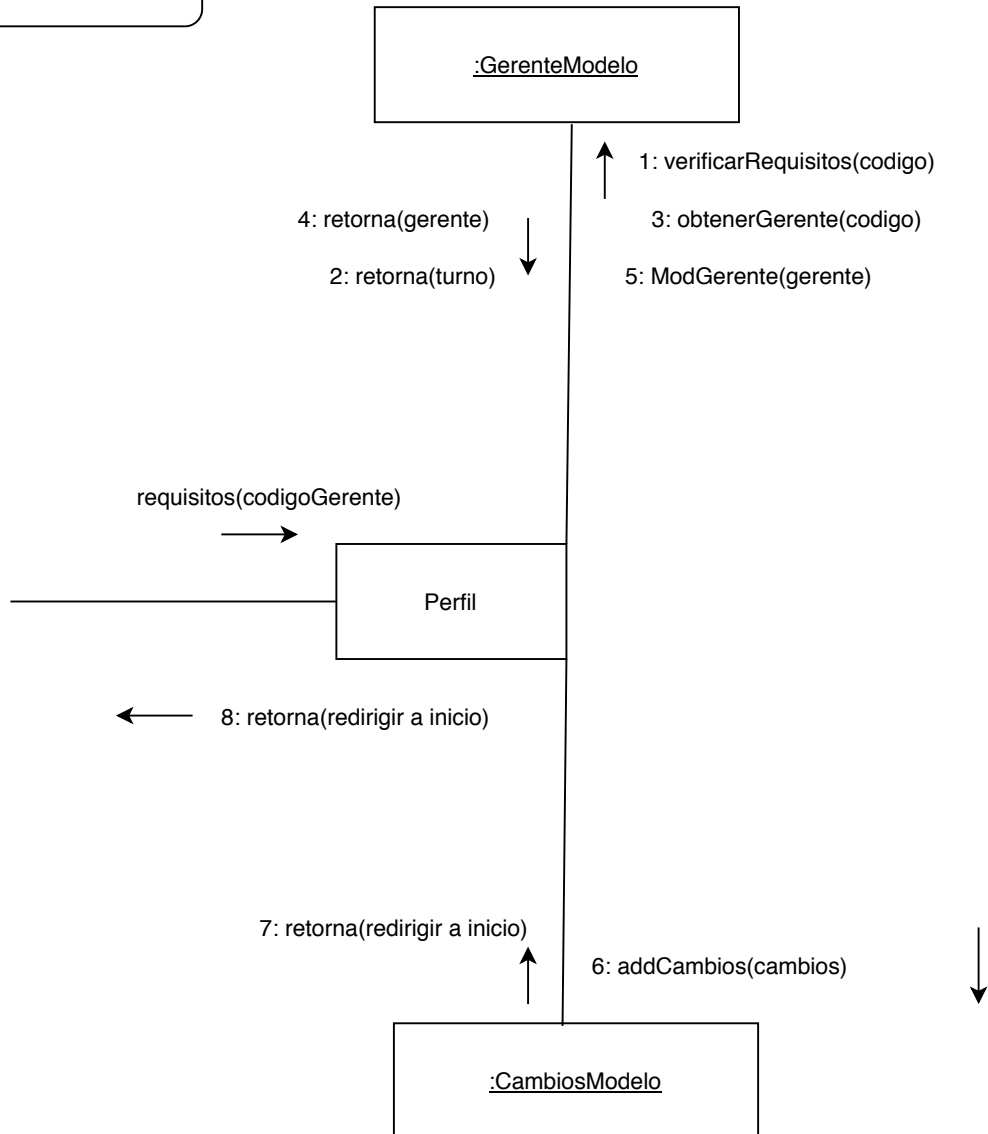 :GerenteModelo
1: verificarRequisitos(codigo)
4: retorna(gerente)
3: obtenerGerente(codigo)
2: retorna(turno)
5: ModGerente(gerente)
requisitos(codigoGerente)
Perfil
8: retorna(redirigir a inicio)
7: retorna(redirigir a inicio)
6: addCambios(cambios)
:CambiosModelo